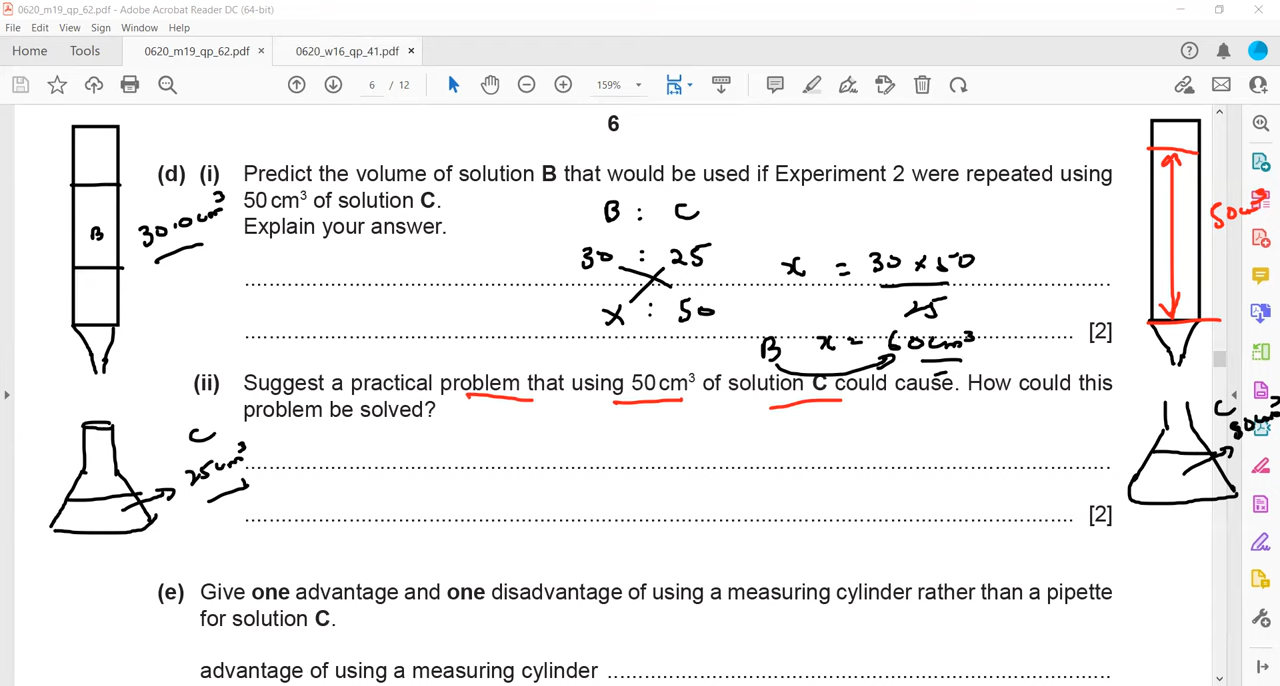 0620_m19_qp_62.pdf - Adobe Acrobat Reader DC (64-bit)
File Edit View Sign Window Help
Home Tools 0620_m19_qp_62.pdf × 0620_w16_qp_41.pdf ×
6 / 12 159%
6
(d) (i) Predict the volume of solution B that would be used if Experiment 2 were repeated using
50 cm³ of solution C.
Explain your answer.
B : C
30 : 25
x : 50
x = 30 × 50
25
[2]
B x = 60 cm³
B
30.0 cm³
50 cm³
(ii) Suggest a practical problem that using 50 cm³ of solution C could cause. How could this
problem be solved?
C
25 cm³
C
50 cm³
[2]
(e) Give one advantage and one disadvantage of using a measuring cylinder rather than a pipette
for solution C.
advantage of using a measuring cylinder